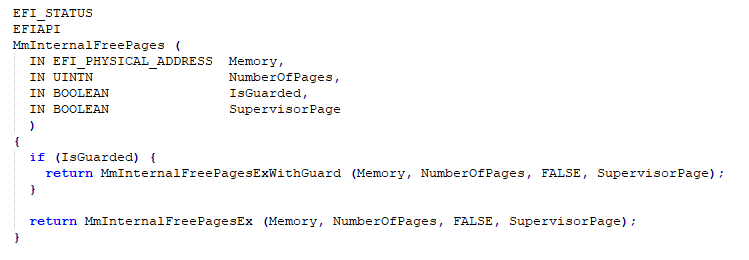 EFI_STATUS
EFIAPI
MmInternalFreePages (
  IN EFI_PHYSICAL_ADDRESS  Memory,
  IN UINTN                 NumberOfPages,
  IN BOOLEAN               IsGuarded,
  IN BOOLEAN               SupervisorPage
  )
{
  if (IsGuarded) {
    return MmInternalFreePagesExWithGuard (Memory, NumberOfPages, FALSE, SupervisorPage);
  }

  return MmInternalFreePagesEx (Memory, NumberOfPages, FALSE, SupervisorPage);
}